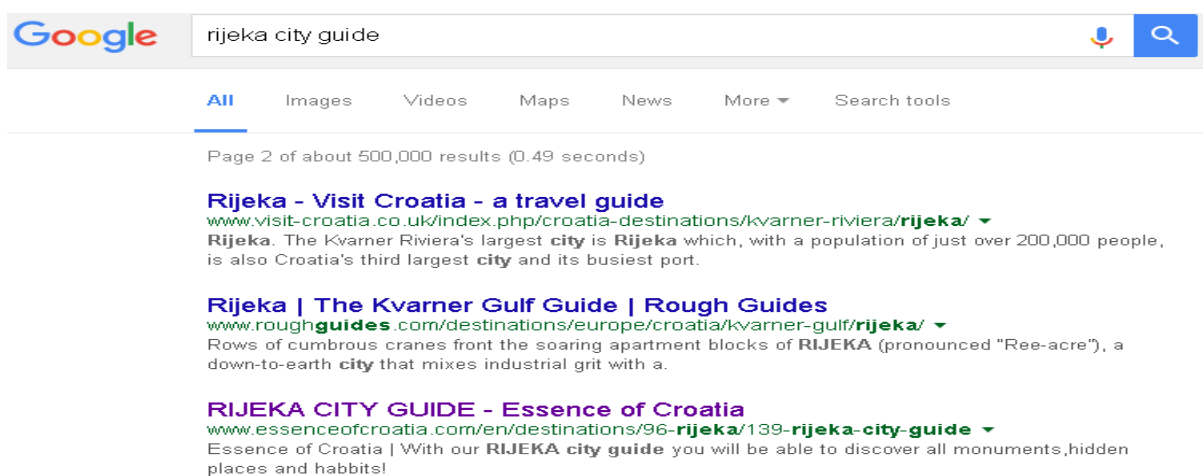 Google rijeka city guide
All Images Videos Maps News More Search tools
Page 2 of about 500,000 results (0.49 seconds)
Rijeka - Visit Croatia - a travel guide
www.visit-croatia.co.uk/index.php/croatia-destinations/kvarner-riviera/rijeka/
Rijeka. The Kvarner Riviera's largest city is Rijeka which, with a population of just over 200,000 people,
is also Croatia's third largest city and its busiest port.
Rijeka | The Kvarner Gulf Guide | Rough Guides
www.roughguides.com/destinations/europe/croatia/kvarner-gulf/rijeka/
Rows of cumbrous cranes front the soaring apartment blocks of RIJEKA (pronounced "Ree-acre"), a
down-to-earth city that mixes industrial grit with a.
RIJEKA CITY GUIDE - Essence of Croatia
www.essenceofcroatia.com/en/destinations/96-rijeka/139-rijeka-city-guide
Essence of Croatia | With our RIJEKA city guide you will be able to discover all monuments,hidden
places and habbits!